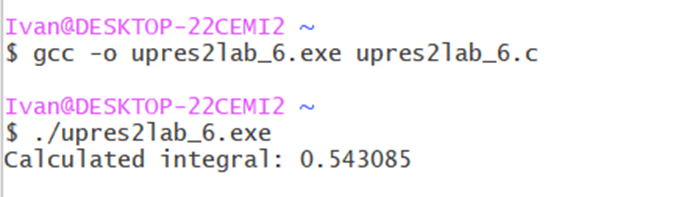 Ivan@DESKTOP-22CEMI2 ~
$ gcc -o upres2lab_6.exe upres2lab_6.c
Ivan@DESKTOP-22CEMI2 ~
$ ./upres2lab_6.exe
Calculated integral: 0.543085